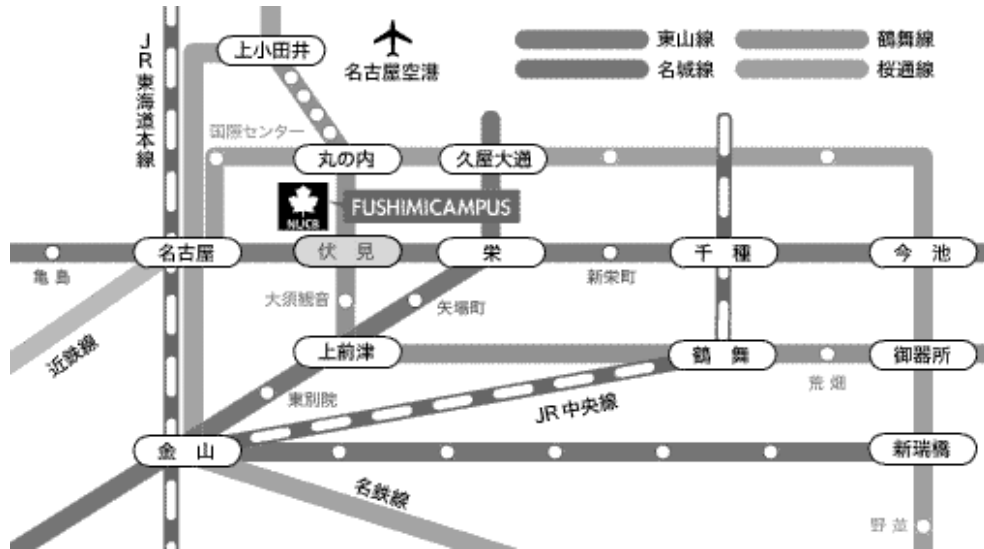 上小田井
名古屋空港
東山線
鶴舞線
名城線
桜通線
JR東海道本線
国際センター
丸の内
久屋大通
NUCB
FUSHIMICAMPUS
名古屋
伏見
栄
千種
今池
亀島
新栄町
大須観音
矢場町
近鉄線
上前津
鶴舞
御器所
荒畑
東別院
JR中央線
金山
新瑞橋
名鉄線
野並